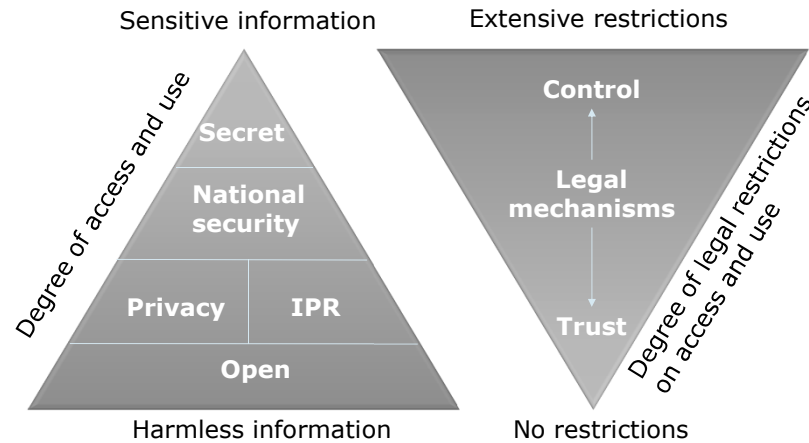 Sensitive information
Degree of access and use
Secret
National
security
Privacy
IPR
Open
Harmless information
Extensive restrictions
Control
Legal
mechanisms
Trust
Degree of legal restrictions
on access and use
No restrictions